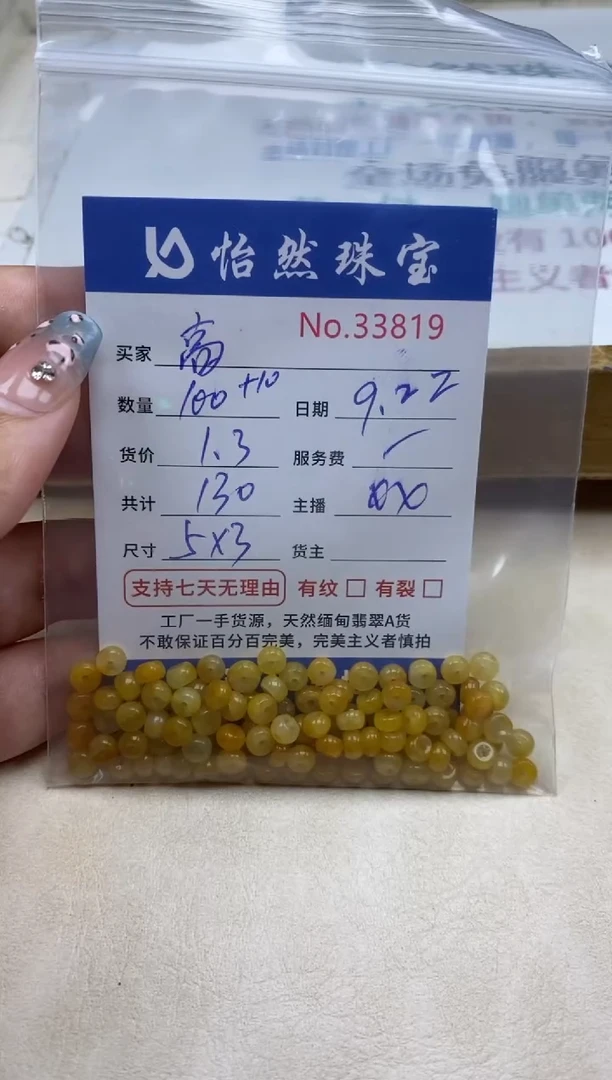 怡然珠宝
No.33819
买家 高
数量 100 +10 日期 9.22
货价 1.3 服务费
共计 130 主播
尺寸 5X3 货主
支持七天无理由 有纹 □ 有裂 □
工厂一手货源，天然缅甸翡翠A货
不敢保证百分百完美，完美主义者慎拍